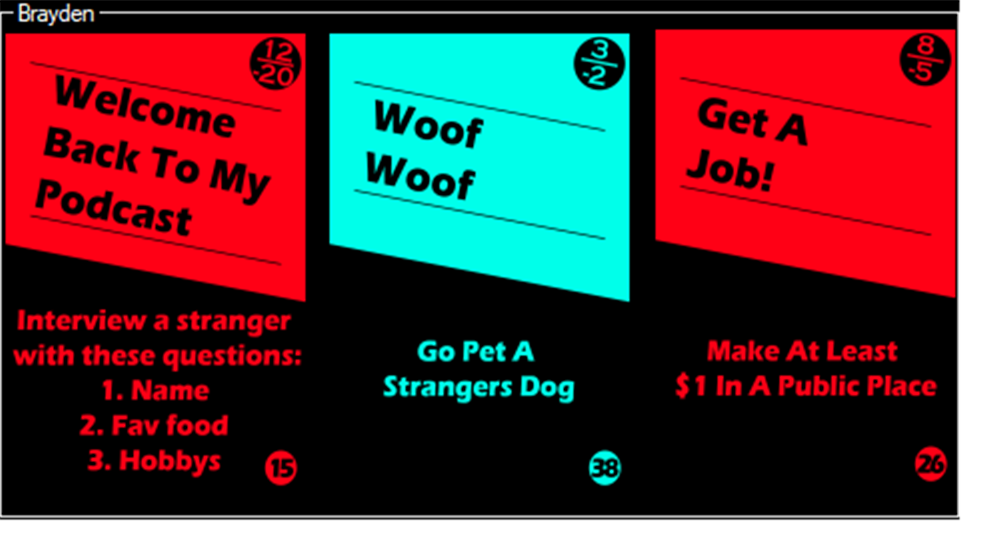 Brayden
12
-20
Welcome
Back To My
Podcast
Interview a stranger
with these questions:
1. Name
2. Fav food
3. Hobbys
15
3
-2
Woof
Woof
Go Pet A
Strangers Dog
38
8
-5
Get A
Job!
Make At Least
$1 In A Public Place
26